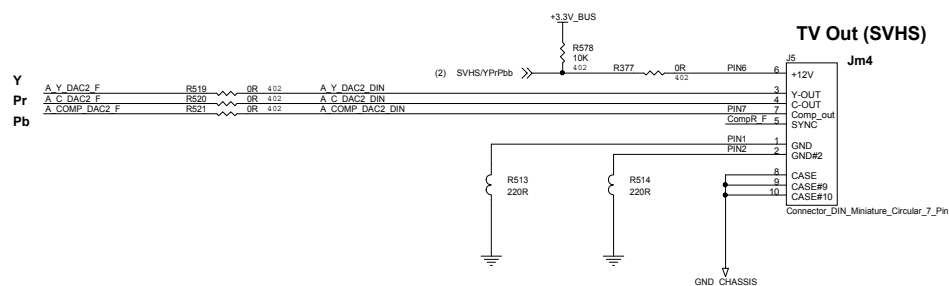 +3.3V_BUS
TV Out (SVHS)
R578
10K
402
J5
Jm4
(2) SVHS/YPrPbb
R377
0R
402
PIN6
6
+12V
Y
A_Y_DAC2_F
R519
0R
402
A_Y_DAC2_DIN
3
Y-OUT
Pr
A_C_DAC2_F
R520
0R
402
A_C_DAC2_DIN
4
C-OUT
A_COMP_DAC2_F
R521
0R
402
A_COMP_DAC2_DIN
PIN7
7
Comp_out
Pb
CompR_F
5
SYNC
PIN1
1
GND
PIN2
2
GND#2
R513
220R
R514
220R
8
CASE
9
CASE#9
10
CASE#10
Connector_DIN_Miniature_Circular_7_Pin
GND_CHASSIS